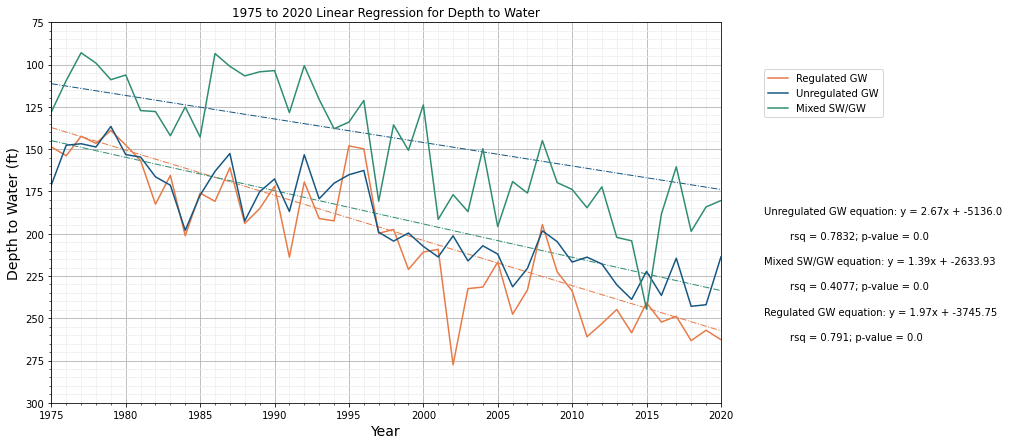 1975 to 2020 Linear Regression for Depth to Water
75
100
125
150
175
200
225
250
275
300
Depth to Water (ft)
1975
1980
1985
1990
1995
2000
2005
2010
2015
2020
Year
Regulated GW
Unregulated GW
Mixed SW/GW
Unregulated GW equation: y = 2.67x + -5136.0
rsq = 0.7832; p-value = 0.0
Mixed SW/GW equation: y = 1.39x + -2633.93
rsq = 0.4077; p-value = 0.0
Regulated GW equation: y = 1.97x + -3745.75
rsq = 0.791; p-value = 0.0